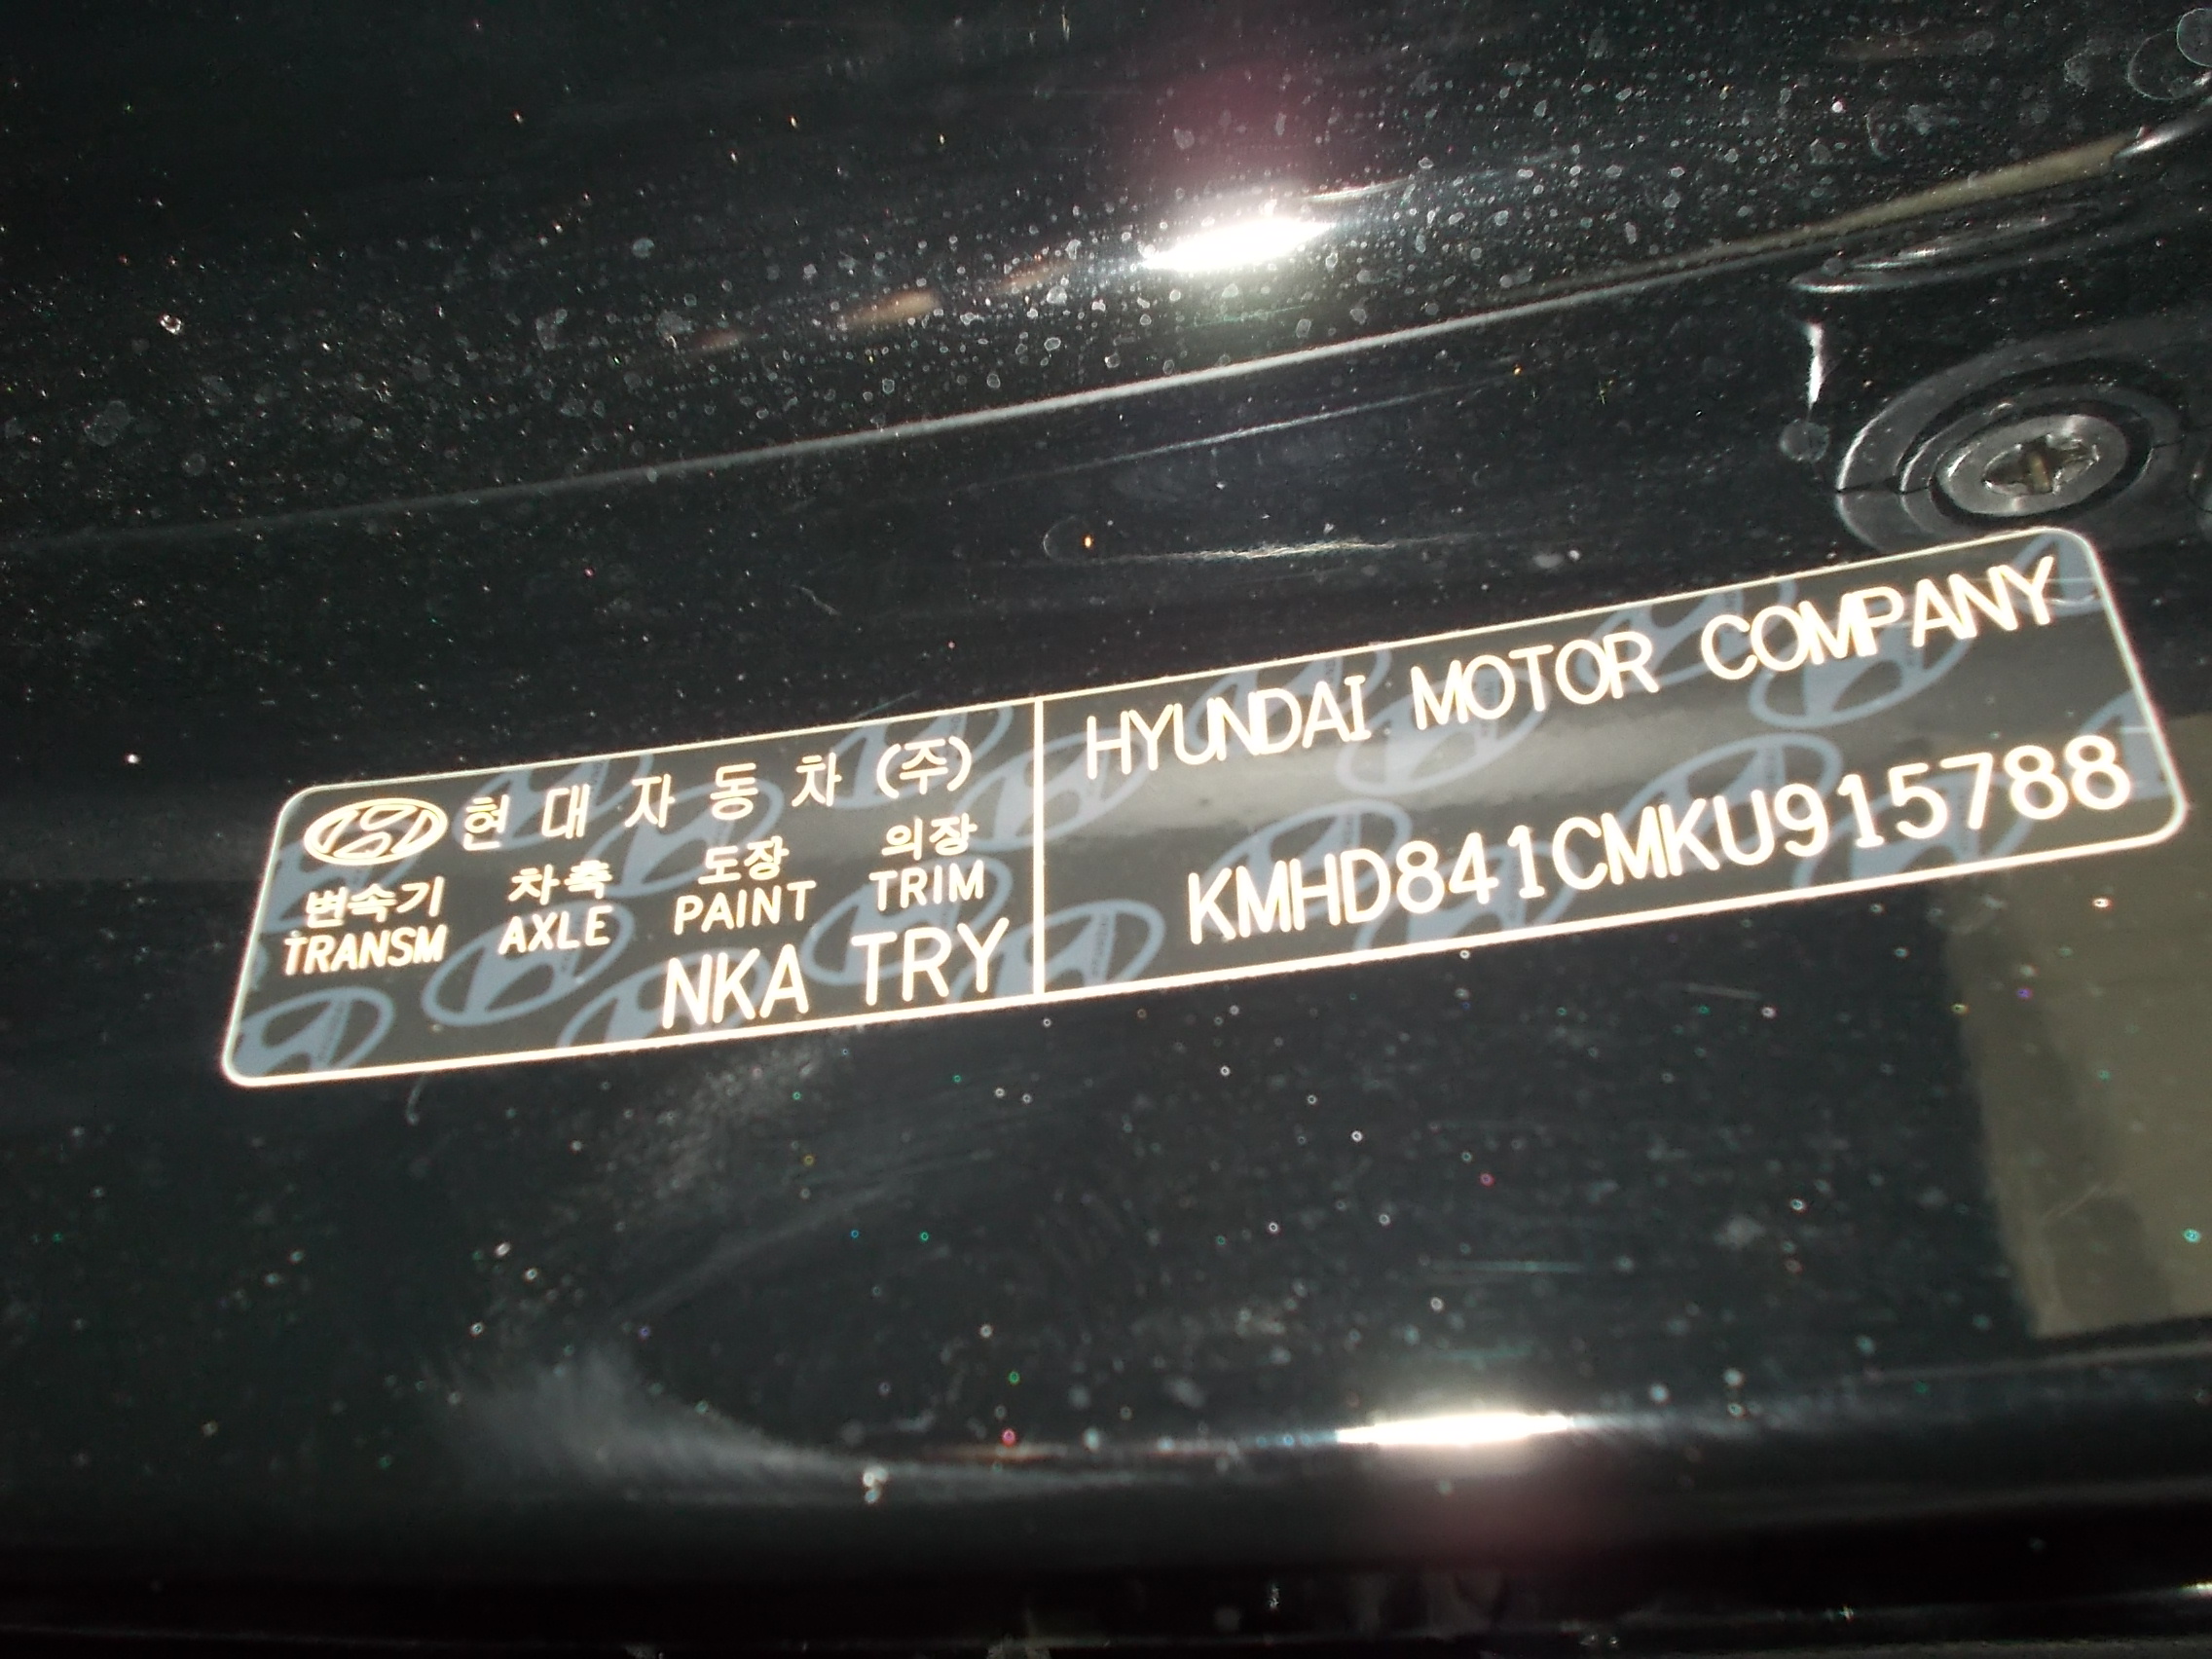 현대자동차(주)
변속기 차축 도장 의장
TRANSM AXLE PAINT TRIM
NKA TRY
HYUNDAI MOTOR COMPANY
KMHD841CMKU915788